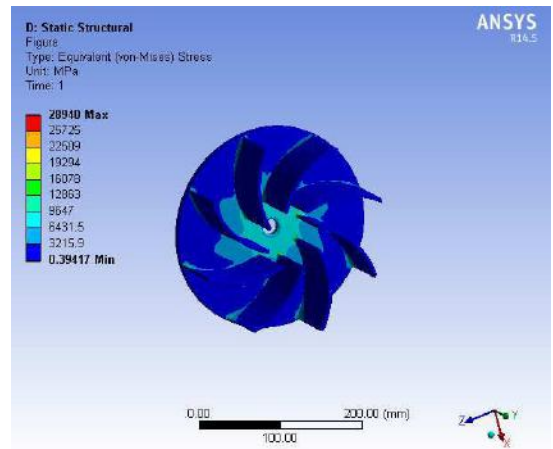 D: Static Structural
Figure
Type: Equivalent (von-Mises) Stress
Unit: MPa
Time: 1
ANSYS
R14.5
28940 Max
25725
22509
19294
16078
12863
9647
6431.5
3215.9
0.39417 Min
0.00
200.00 (mm)
100.00
Z
Y
X